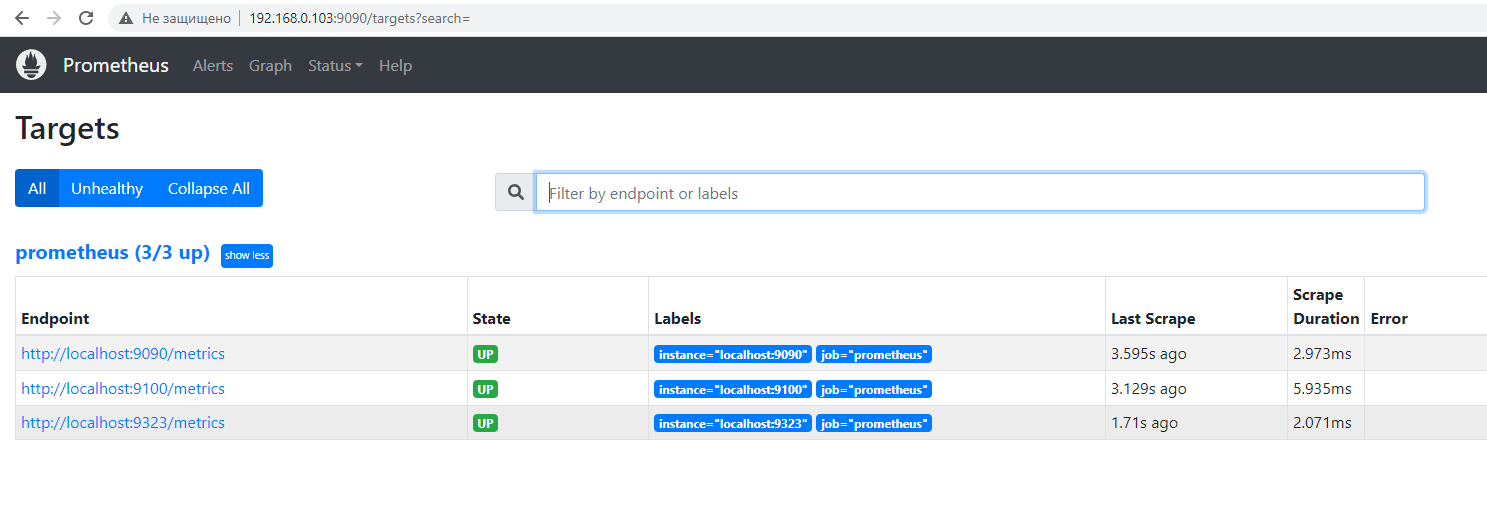 Не защищено 192.168.0.103:9090/targets?search=
Prometheus Alerts Graph Status Help
Targets
All Unhealthy Collapse All Filter by endpoint or labels
prometheus (3/3 up) show less
Endpoint State Labels Last Scrape Scrape Duration Error
http://localhost:9090/metrics UP instance="localhost:9090" job="prometheus" 3.595s ago 2.973ms
http://localhost:9100/metrics UP instance="localhost:9100" job="prometheus" 3.129s ago 5.935ms
http://localhost:9323/metrics UP instance="localhost:9323" job="prometheus" 1.71s ago 2.071ms